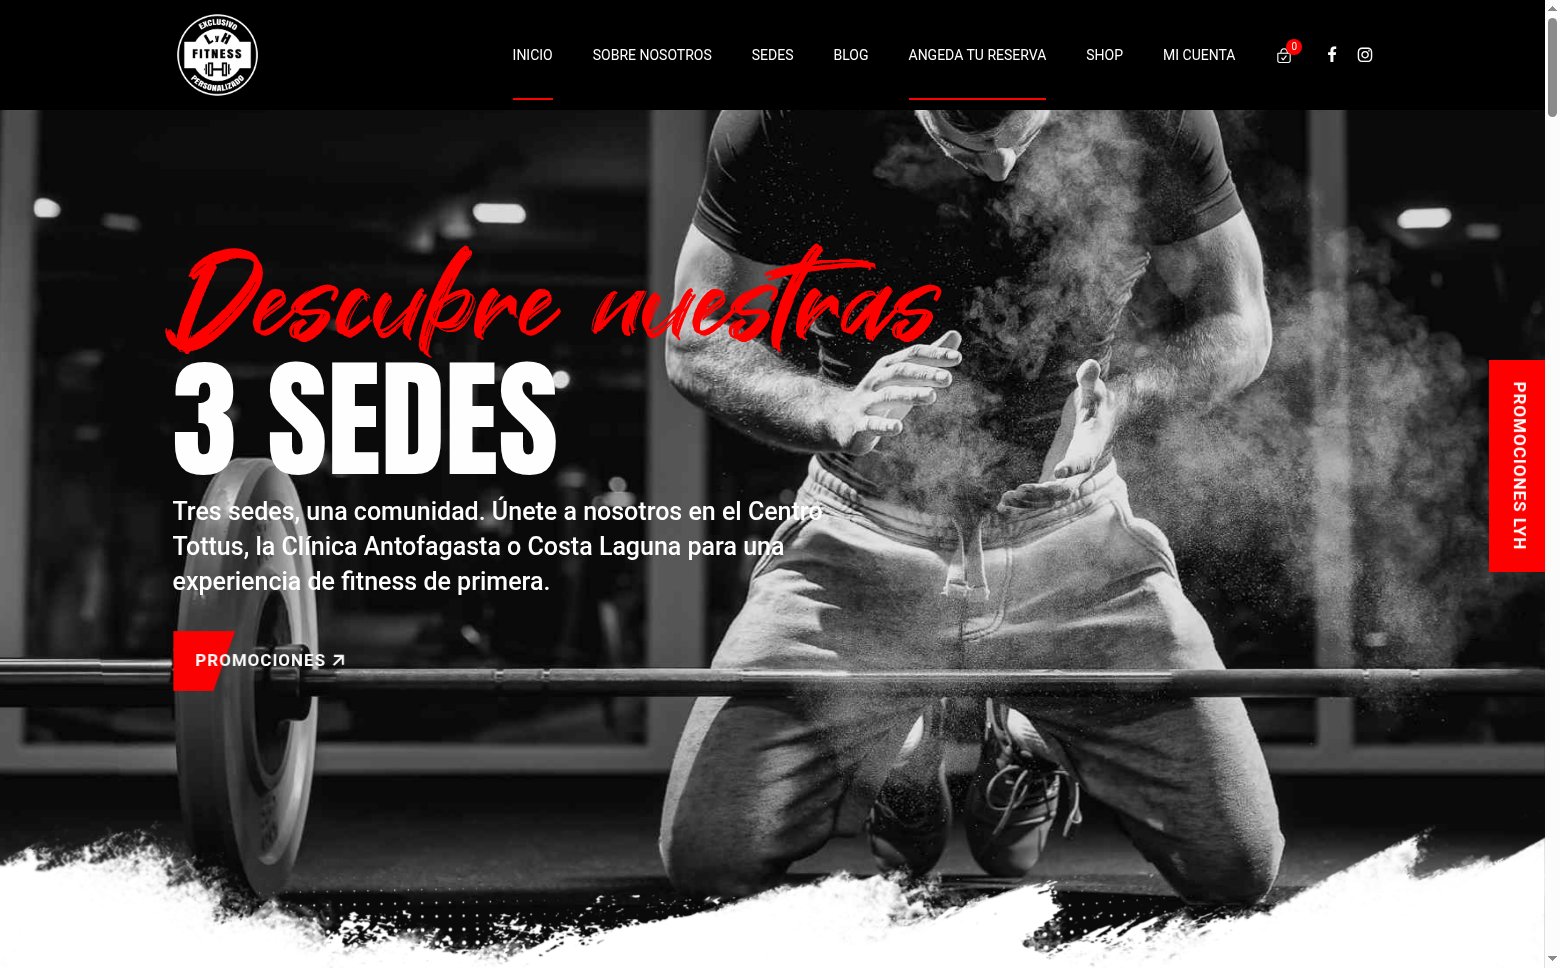 EXCLUSIVO
LyH
FITNESS
PERSONALIZADO
INICIO
SOBRE NOSOTROS
SEDES
BLOG
ANGEDA TU RESERVA
SHOP
MI CUENTA
0
Descubre nuestras
3 SEDES
Tres sedes, una comunidad. Únete a nosotros en el Centro
Tottus, la Clínica Antofagasta o Costa Laguna para una
experiencia de fitness de primera.
PROMOCIONES
PROMOCIONES LYH